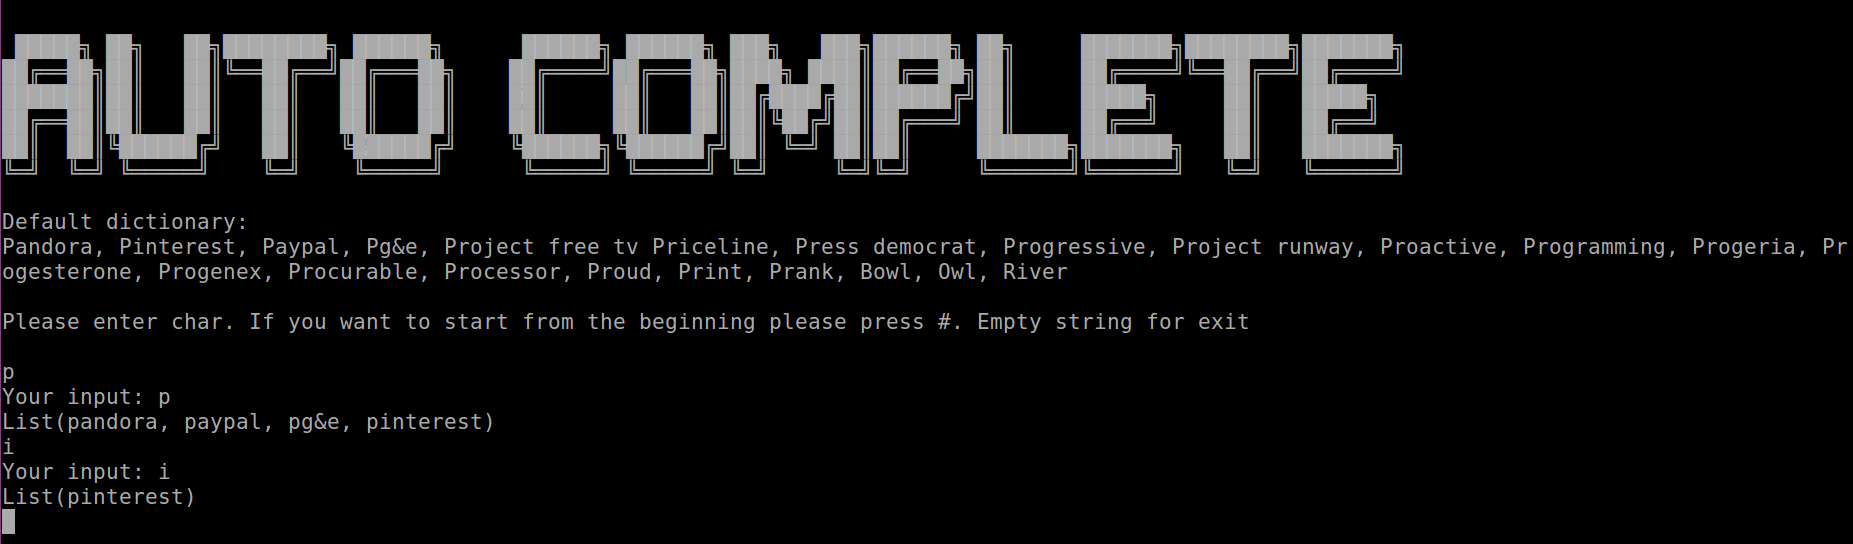 AUTO COMPLETE
Default dictionary:
Pandora, Pinterest, Paypal, Pg&e, Project free tv Priceline, Press democrat, Progressive, Project runway, Proactive, Programming, Progeria, Pr
ogesterone, Progenex, Procurable, Processor, Proud, Print, Prank, Bowl, Owl, River
Please enter char. If you want to start from the beginning please press #. Empty string for exit
p
Your input: p
List(pandora, paypal, pg&e, pinterest)
i
Your input: i
List(pinterest)